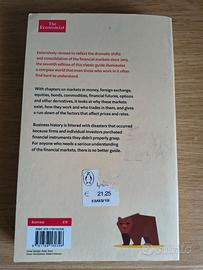 The
Economist
Extensively revised to reflect the dramatic shifts
and consolidation of the financial markets since 2013,
the seventh edition of this classic guide illuminates
a complex world that even those who work in it often
find hard to understand.
With chapters on markets in money, foreign exchange,
equities, bonds, commodities, financial futures, options
and other derivatives, it looks at why these markets
exist, how they work and who trades in them, and gives
a run-down of the factors that affect prices and rates.
Business history is filled with disasters that occurred
because firms and individual investors purchased
financial instruments they didn't properly grasp.
For anyone who needs a serious understanding
of the financial markets, there is no better guide.
21.25
Business
subito